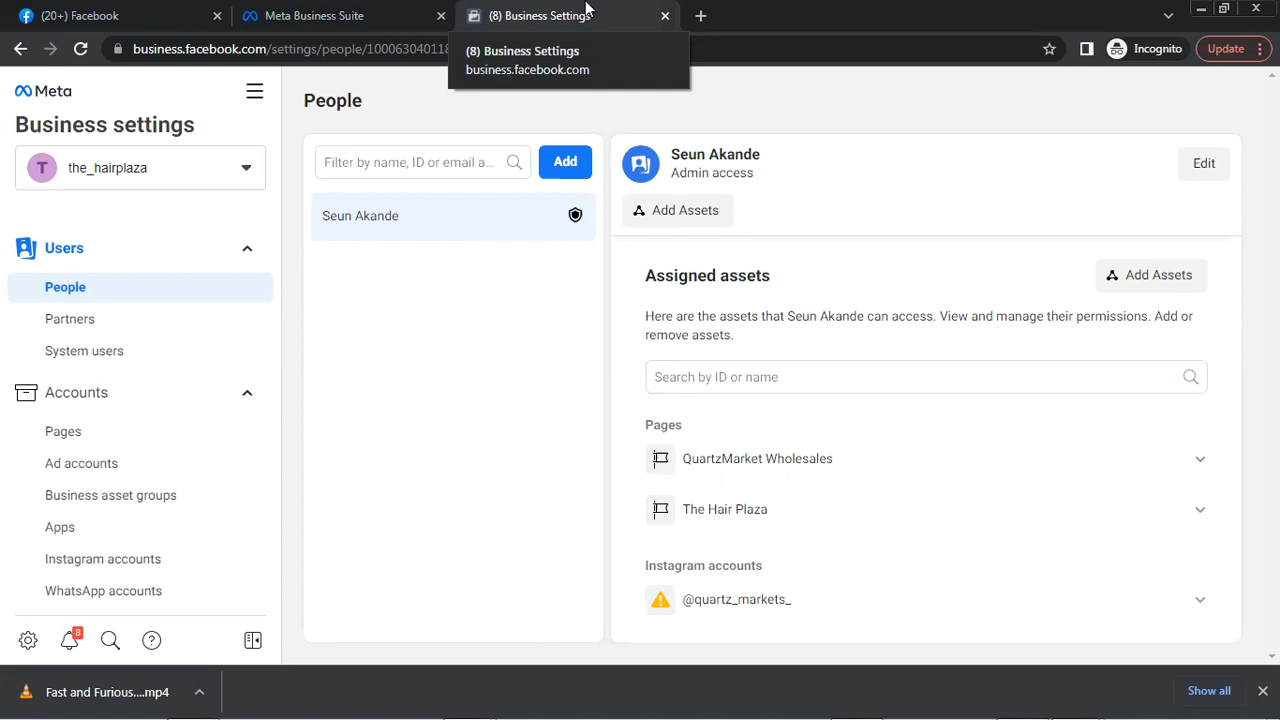 (20+) Facebook
Meta Business Suite
(8) Business Settings
business.facebook.com/settings/people/10006304011
Incognito
Update
(8) Business Settings
business.facebook.com
Meta
Business settings
T
the_hairplaza
Users
People
Partners
System users
Accounts
Pages
Ad accounts
Business asset groups
Apps
Instagram accounts
WhatsApp accounts
8
People
Filter by name, ID or email a...
Add
Seun Akande
Seun Akande
Admin access
Edit
Add Assets
Assigned assets
Add Assets
Here are the assets that Seun Akande can access. View and manage their permissions. Add or
remove assets.
Search by ID or name
Pages
QuartzMarket Wholesales
The Hair Plaza
Instagram accounts
@quartz_markets_
Fast and Furious....mp4
Show all